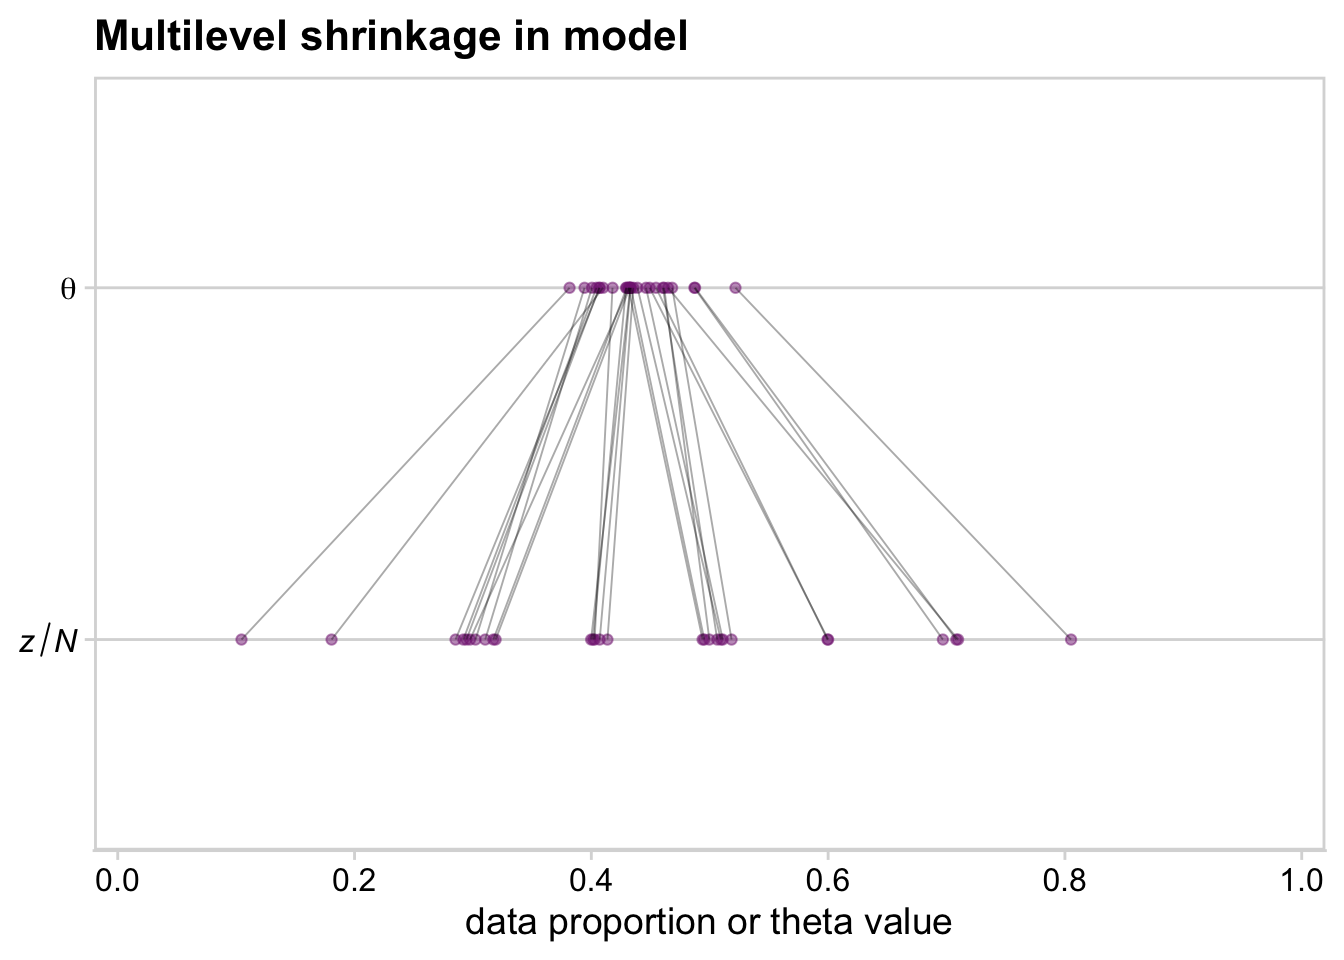 Multilevel shrinkage in model
θ
z/N
0.0 0.2 0.4 0.6 0.8 1.0
data proportion or theta value